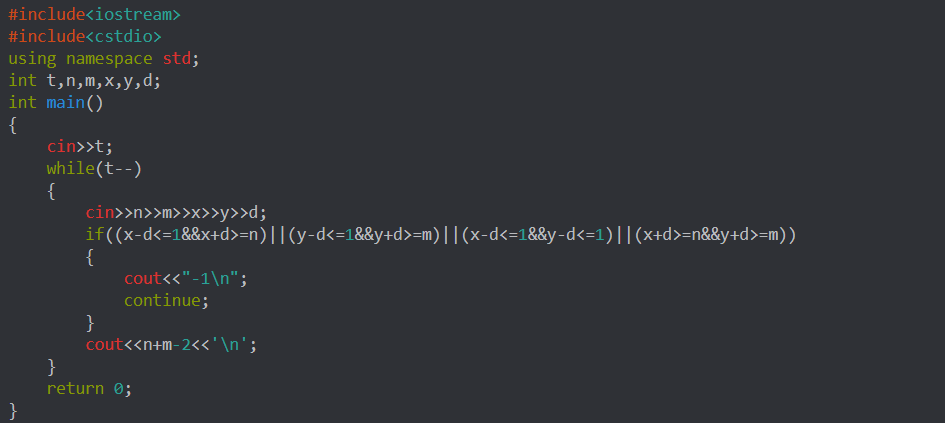 #include<iostream>
#include<cstdio>
using namespace std;
int t,n,m,x,y,d;
int main()
{
    cin>>t;
    while(t--)
    {
        cin>>n>>m>>x>>y>>d;
        if((x-d<=1&&x+d>=n)||(y-d<=1&&y+d>=m)||(x-d<=1&&y-d<=1)||(x+d>=n&&y+d>=m))
        {
            cout<<"-1\n";
            continue;
        }
        cout<<n+m-2<<'\n';
    }
    return 0;
}